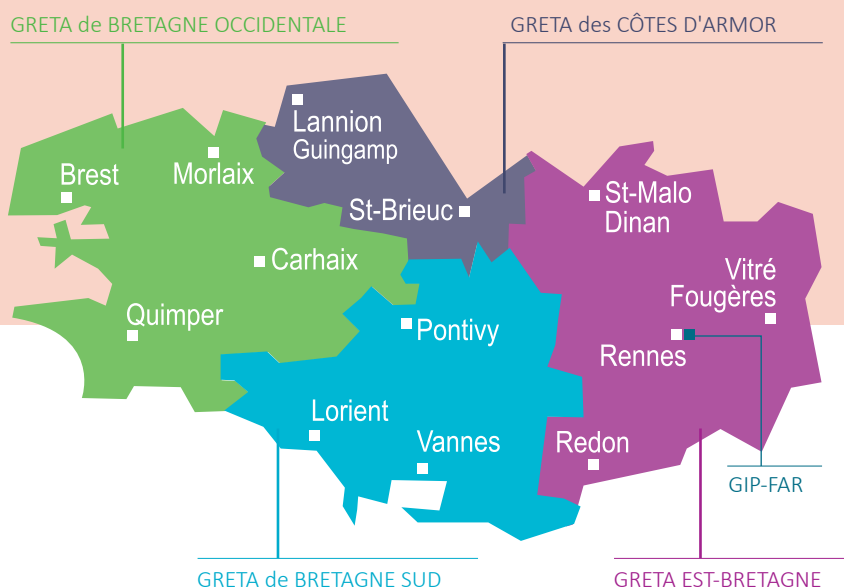 GRETA de BRETAGNE OCCIDENTALE
GRETA des CÔTES D'ARMOR
Lannion
Guingamp
Brest
Morlaix
St-Brieuc
St-Malo
Dinan
Carhaix
Vitré
Fougères
Quimper
Pontivy
Rennes
Lorient
Vannes
Redon
GIP-FAR
GRETA de BRETAGNE SUD
GRETA EST-BRETAGNE